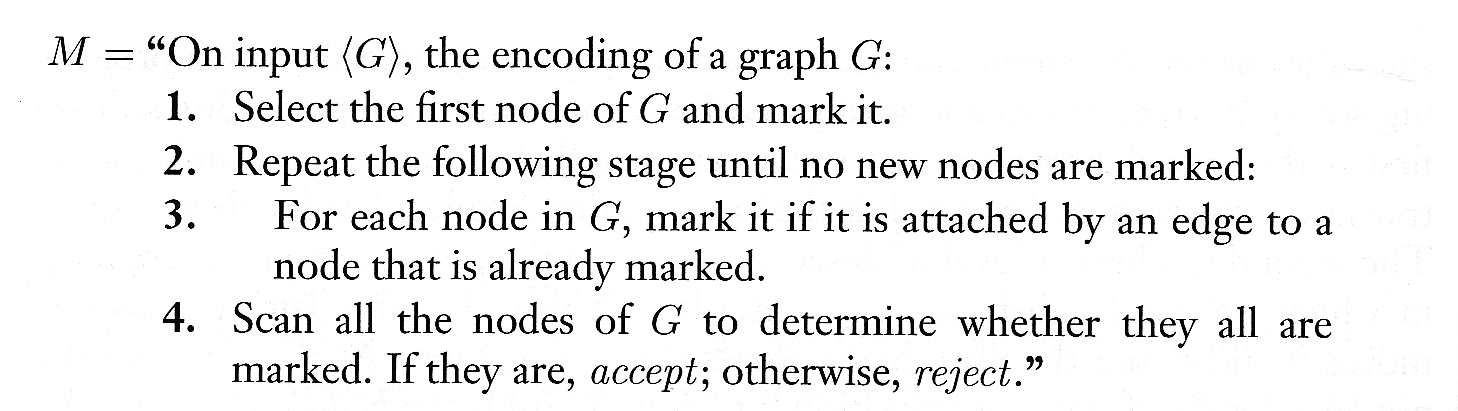 M = “On input ⟨G⟩, the encoding of a graph G:
1. Select the first node of G and mark it.
2. Repeat the following stage until no new nodes are marked:
3. For each node in G, mark it if it is attached by an edge to a
node that is already marked.
4. Scan all the nodes of G to determine whether they all are
marked. If they are, accept; otherwise, reject.”